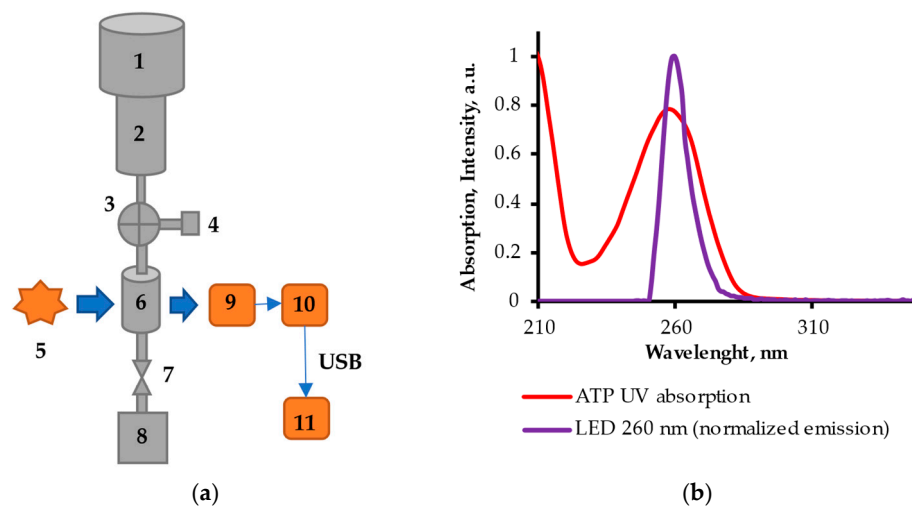 1
2
3
4
5
6
7
8
9
10
USB
11
(a)
Absorption, Intensity, a.u.
1
0.8
0.6
0.4
0.2
0
210
260
310
Wavelenght, nm
ATP UV absorption
LED 260 nm (normalized emission)
(b)